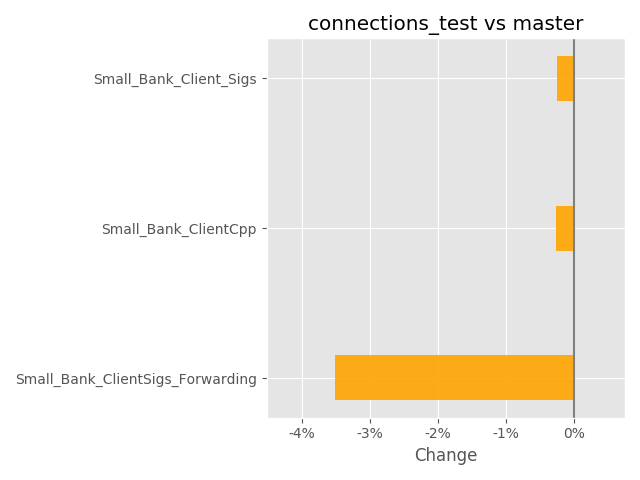 connections_test vs master
Small_Bank_Client_Sigs
Small_Bank_ClientCpp
Small_Bank_ClientSigs_Forwarding
-4% -3% -2% -1% 0%
Change